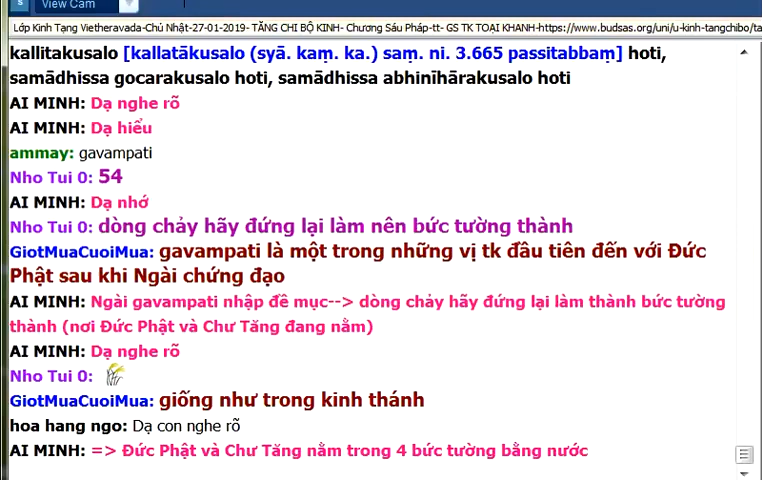 View Cam
Lớp Kinh Tạng Vietheravada-Chủ Nhật-27-01-2019- TĂNG CHI BỘ KINH- Chương Sáu Pháp-tt- GS TK TOẠI KHANH-https://www.budsas.org/uni/u-kinh-tangchibo/ta
kallitakusalo [kallatākusalo (syā. kaṃ. ka.) saṃ. ni. 3.665 passitabbaṃ] hoti,
samādhissa gocarakusalo hoti, samādhissa abhinīhārakusalo hoti
AI MINH: Dạ nghe rõ
AI MINH: Dạ hiểu
ammay: gavampati
Nho Tui 0: 54
AI MINH: Dạ nhớ
Nho Tui 0: dòng chảy hãy đứng lại làm nên bức tường thành
GiotMuaCuoiMua: gavampati là một trong những vị tk đầu tiên đến với Đức
Phật sau khi Ngài chứng đạo
AI MINH: Ngài gavampati nhập đề mục--> dòng chảy hãy đứng lại làm thành bức tường
thành (nơi Đức Phật và Chư Tăng đang nằm)
AI MINH: Dạ nghe rõ
Nho Tui 0:
GiotMuaCuoiMua: giống như trong kinh thánh
hoa hang ngo: Dạ con nghe rõ
AI MINH: => Đức Phật và Chư Tăng nằm trong 4 bức tường bằng nước